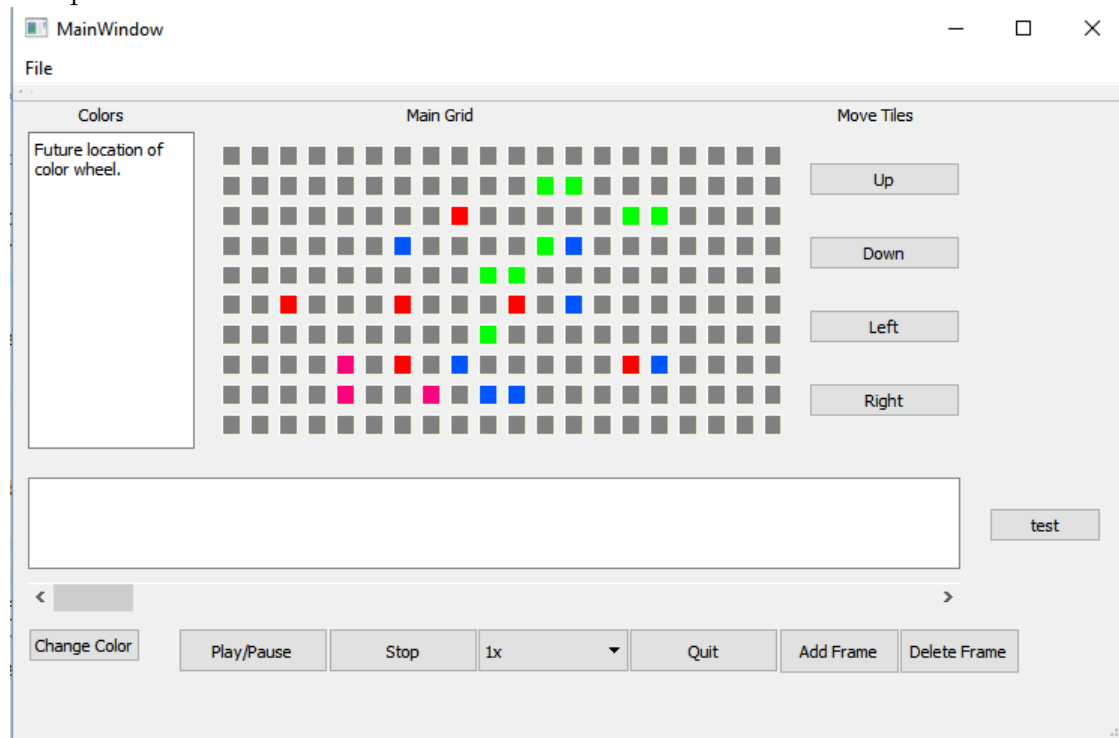 MainWindow
File
Colors
Main Grid
Move Tiles
Future location of
color wheel.
Up
Down
Left
Right
test
Change Color
Play/Pause
Stop
1x
Quit
Add Frame
Delete Frame